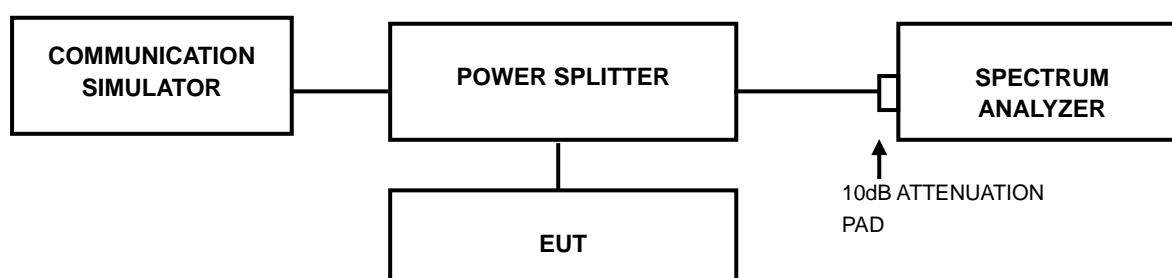 COMMUNICATION
SIMULATOR
POWER SPLITTER
SPECTRUM
ANALYZER
10dB ATTENUATION
PAD
EUT